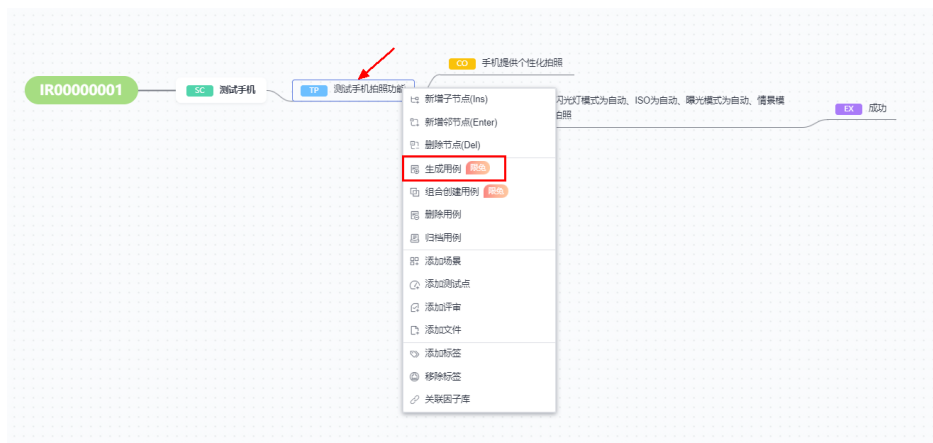 CO 手机提供个性化拍照
IR00000001
SC 测试手机
TP 测试手机拍照功能
闪光灯模式为自动、ISO为自动、曝光模式为自动、情景模
拍照
EX 成功
新增子节点(Ins)
新增邻节点(Enter)
删除节点(Del)
生成用例 限免
组合创建用例 限免
删除用例
归档用例
添加场景
添加测试点
添加评审
添加文件
添加标签
移除标签
关联因子库